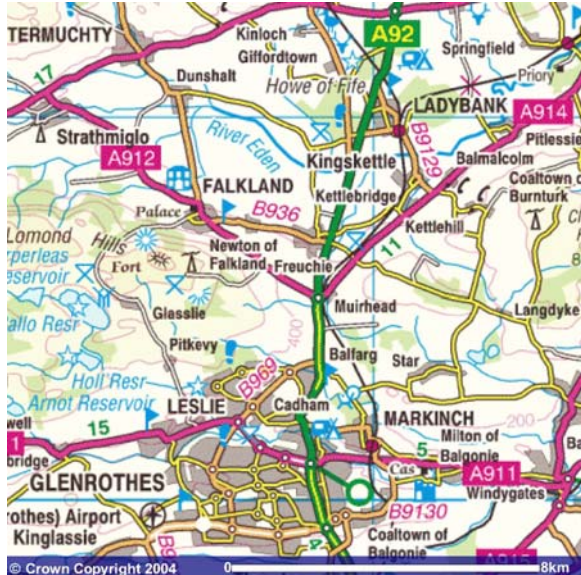 TERMUCHTY
Kinloch
Giffordtown
A92
Springfield
17
Dunshalt
Howe of Fife
Priory
LADYBANK
A914
Strathmiglo
River Eden
A912
Kingskettle
B9129
Pitlessie
Balmalcolm
FALKLAND
Kettlebridge
Coaltown of
Burnturk
Palace
B936
Kettlehill
11
Lomond
Hills
Newton of
Falkland
Freuchie
Fort
Muirhead
Langdyke
Glasslie
400
Pitkevy
Balfarg
Star
Holl Resr
Arnot Reservoir
B969
LESLIE
Cadham
MARKINCH
200
15
5
Milton of
Balgonie
Cas
A911
GLENROTHES
Windygates
B9130
Airport
Kinglassie
Coaltown of
Balgonie
4
A915
© Crown Copyright 2004
0
8km